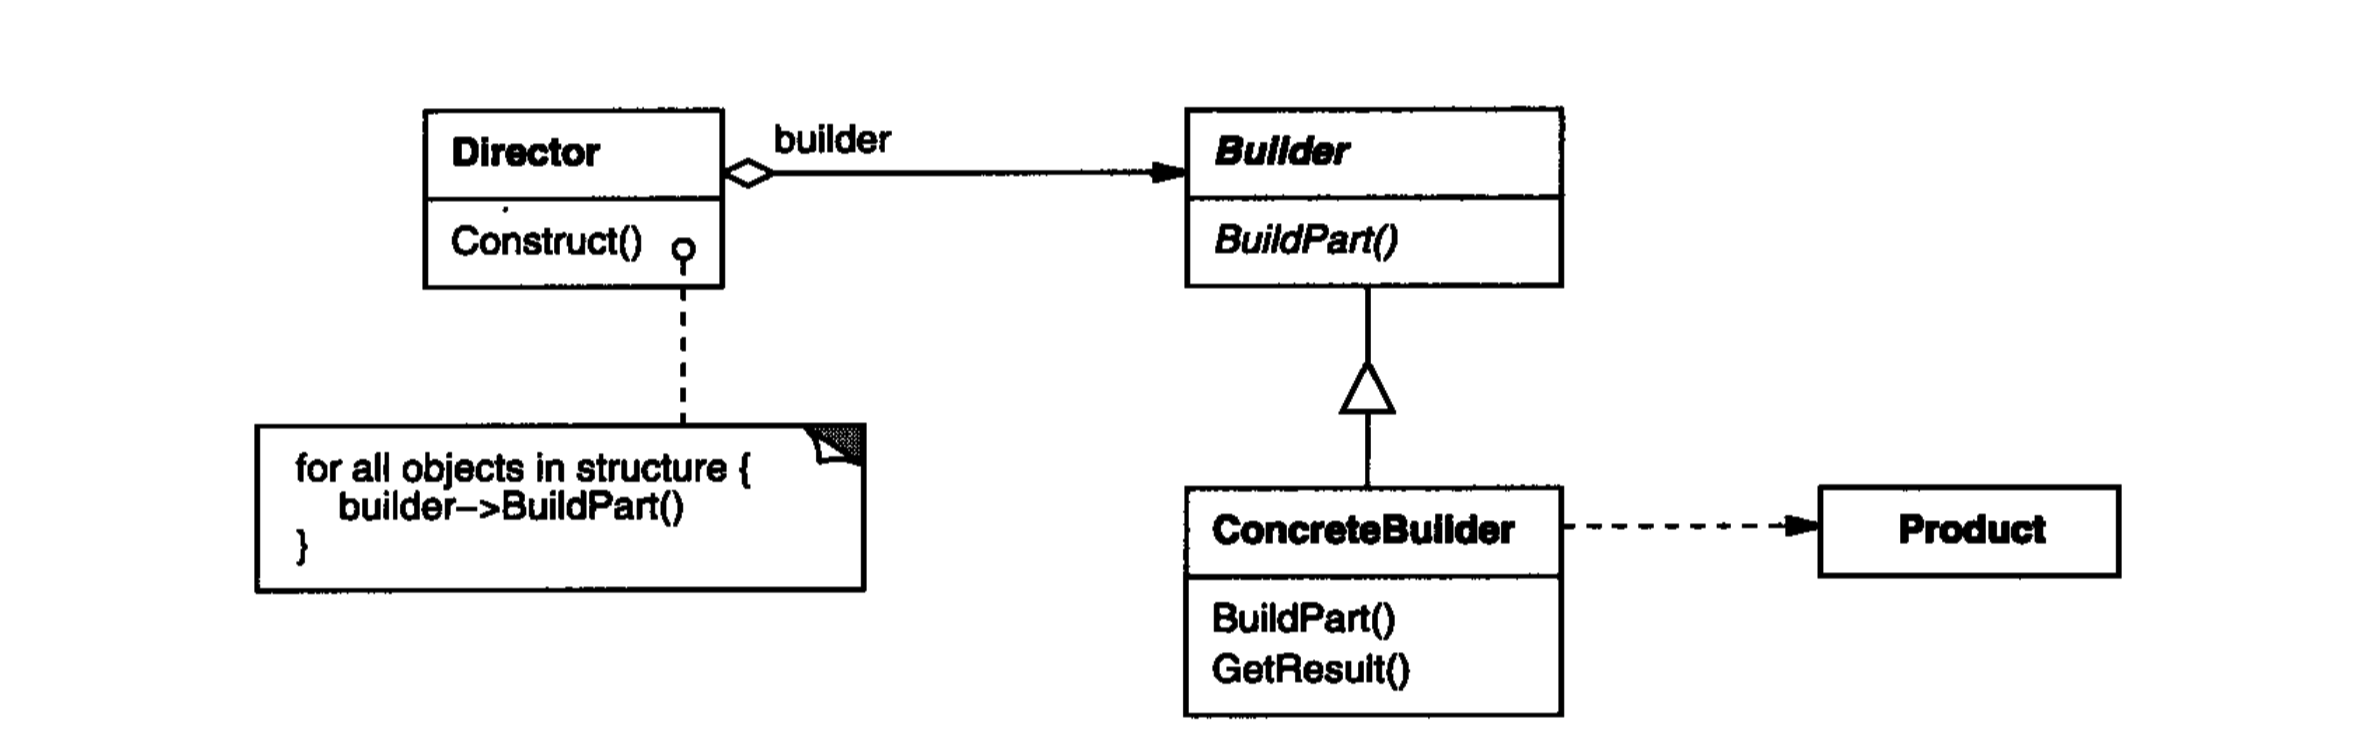 Director
builder
Builder
Construct()
BuildPart()
for all objects in structure {
builder–>BuildPart()
}
ConcreteBuilder
Product
BuildPart()
GetResult()